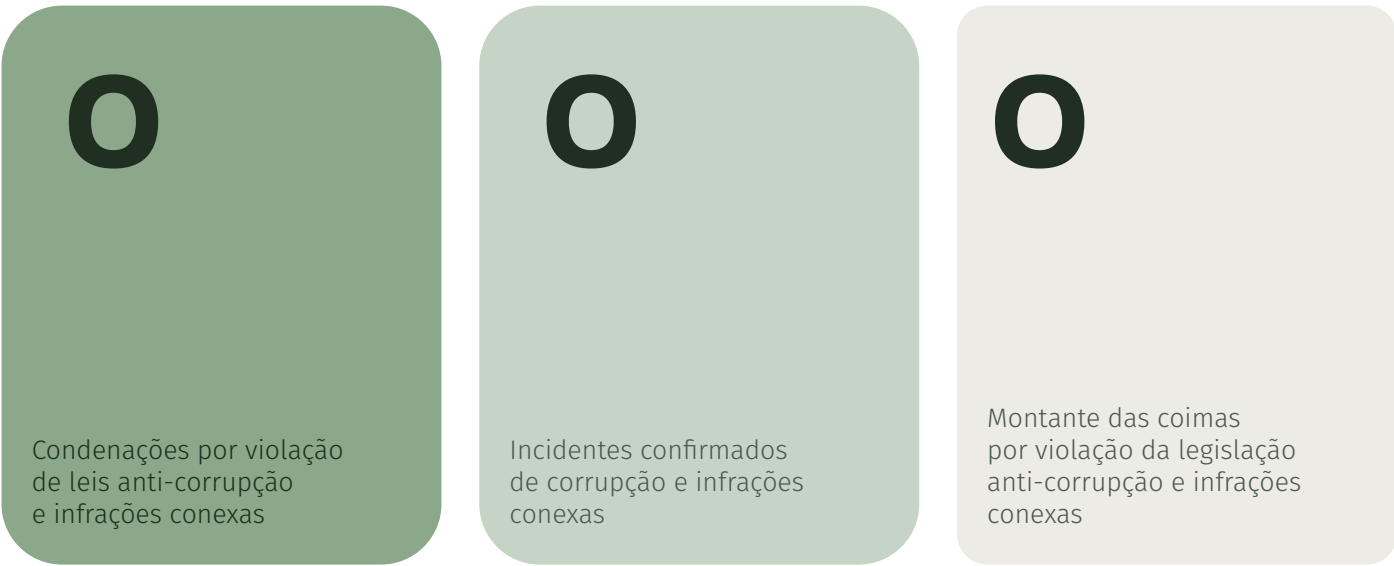 0
Condenações por violação
de leis anti-corrupção
e infrações conexas
0
Incidentes confirmados
de corrupção e infrações
conexas
0
Montante das coimas
por violação da legislação
anti-corrupção e infrações
conexas